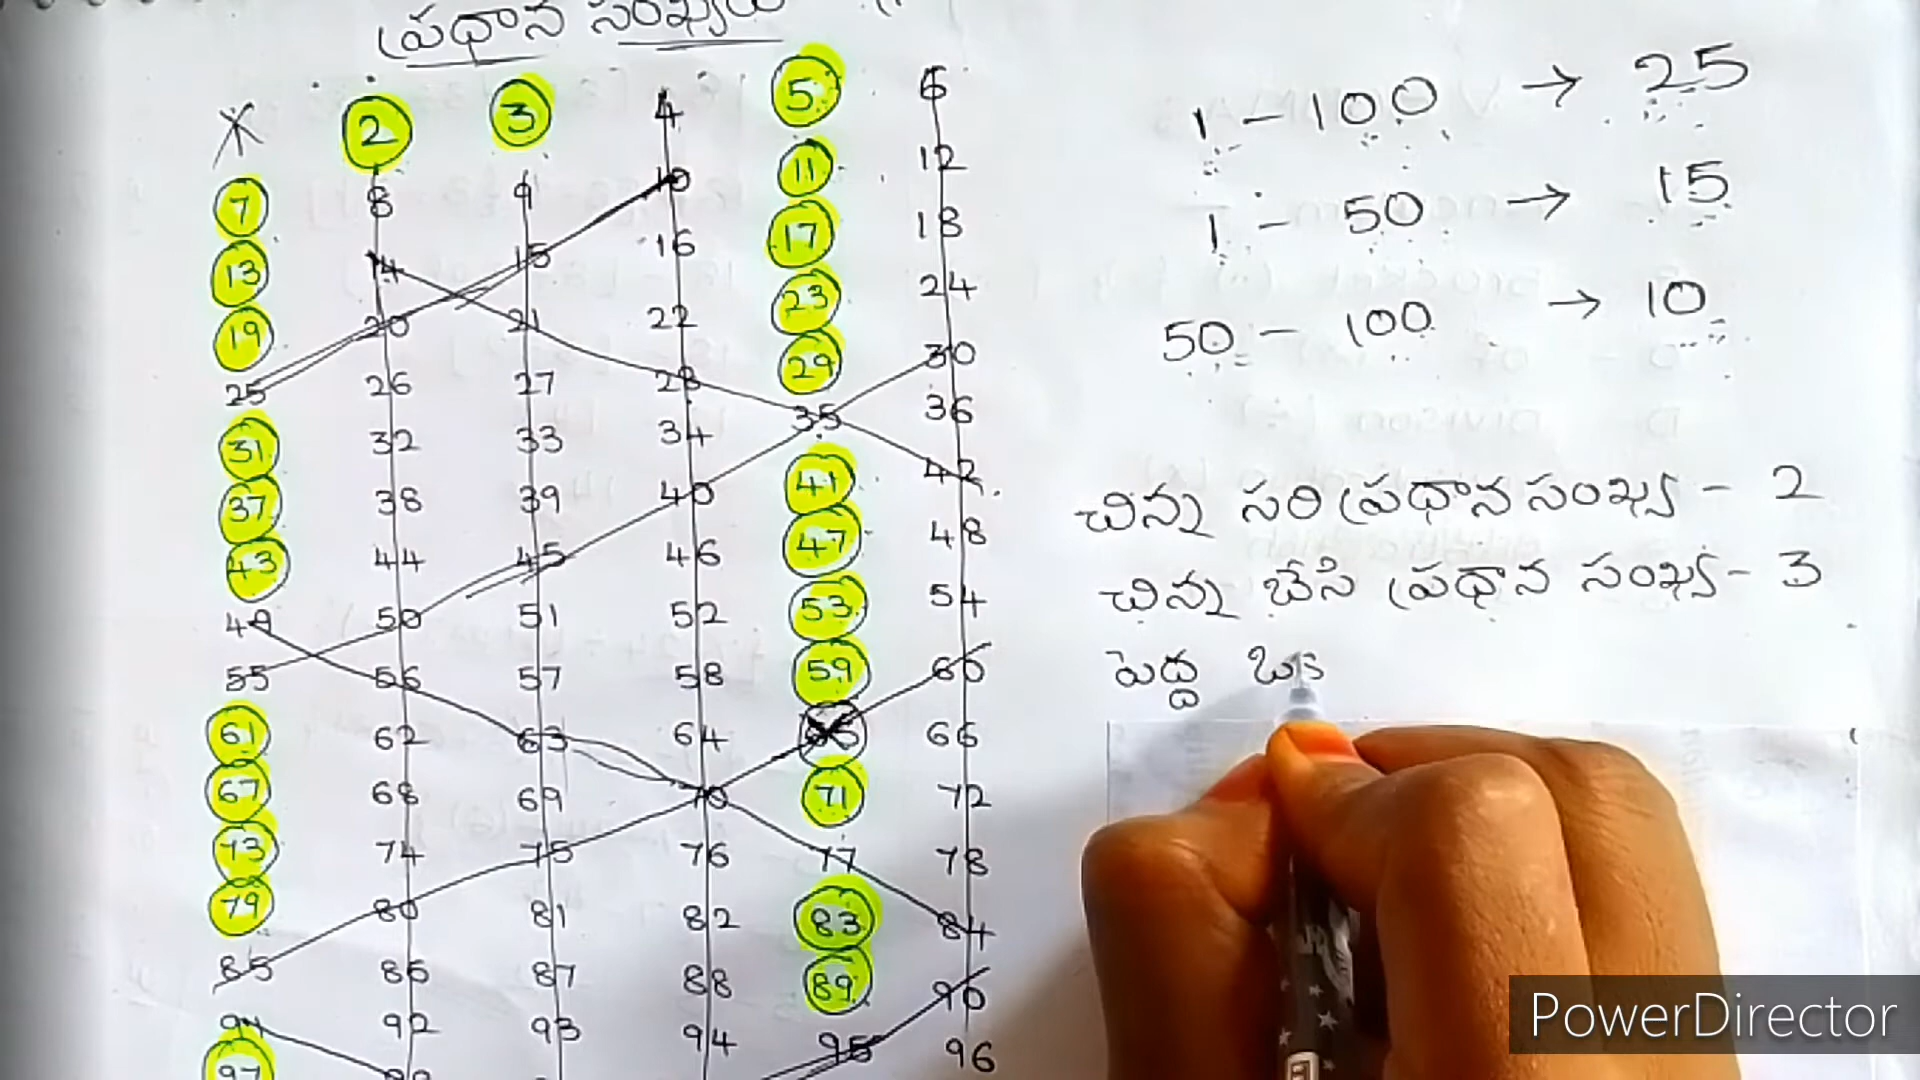 ప్రధాన సంఖ్యలు
1 2 3 4 5 6
7 8 9 10 11 12
13 14 15 16 17 18
19 20 21 22 23 24
25 26 27 28 29 30
31 32 33 34 35 36
37 38 39 40 41 42
43 44 45 46 47 48
49 50 51 52 53 54
55 56 57 58 59 60
61 62 63 64 65 66
67 68 69 70 71 72
73 74 75 76 77 78
79 80 81 82 83 84
85 86 87 88 89 90
91 92 93 94 95 96
97
1 - 100 → 25
1 - 50 → 15
50 - 100 → 10
చిన్న సరి ప్రధాన సంఖ్య - 2
చిన్న బేసి ప్రధాన సంఖ్య - 3
పెద్ద ఒక
PowerDirector